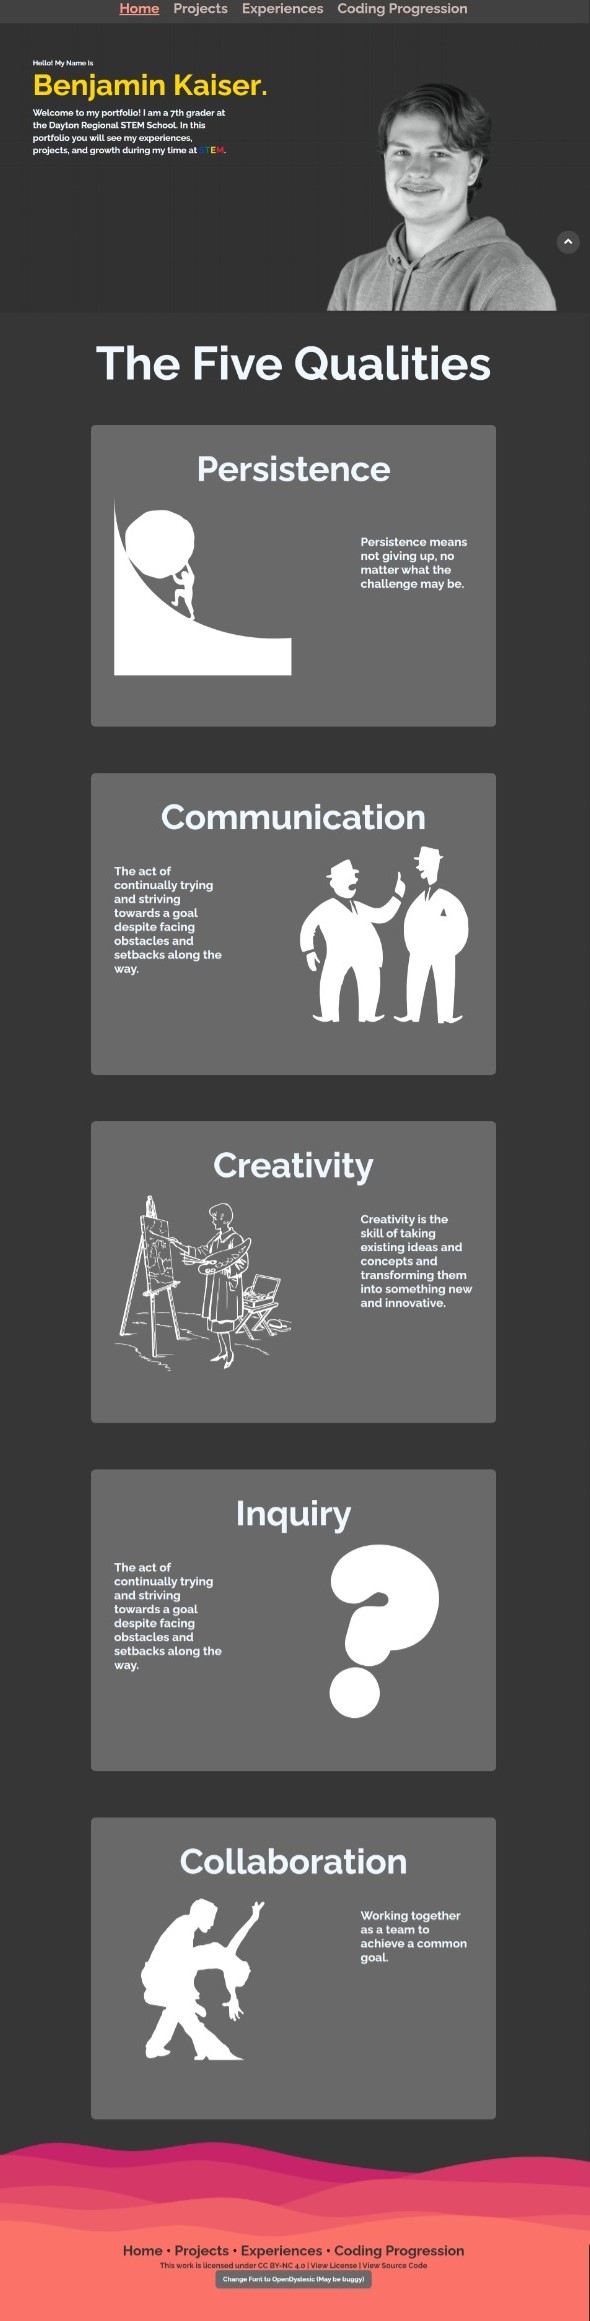 Home Projects Experiences Coding Progression
Hello! My Name Is
Benjamin Kaiser.
Welcome to my portfolio! I am a 7th grader at
the Dayton Regional STEM School. In this
portfolio you will see my experiences,
projects, and growth during my time at STEM.
The Five Qualities
Persistence
Persistence means
not giving up, no
matter what the
challenge may be.
Communication
The act of
continually trying
and striving
towards a goal
despite facing
obstacles and
setbacks along the
way.
Creativity
Creativity is the
skill of taking
existing ideas and
concepts and
transforming them
into something new
and innovative.
Inquiry
The act of
continually trying
and striving
towards a goal
despite facing
obstacles and
setbacks along the
way.
Collaboration
Working together
as a team to
achieve a common
goal.
Home • Projects • Experiences • Coding Progression
This work is licensed under CC BY-NC 4.0 | View License | View Source Code
Change Font to OpenDyslexic (May be buggy)